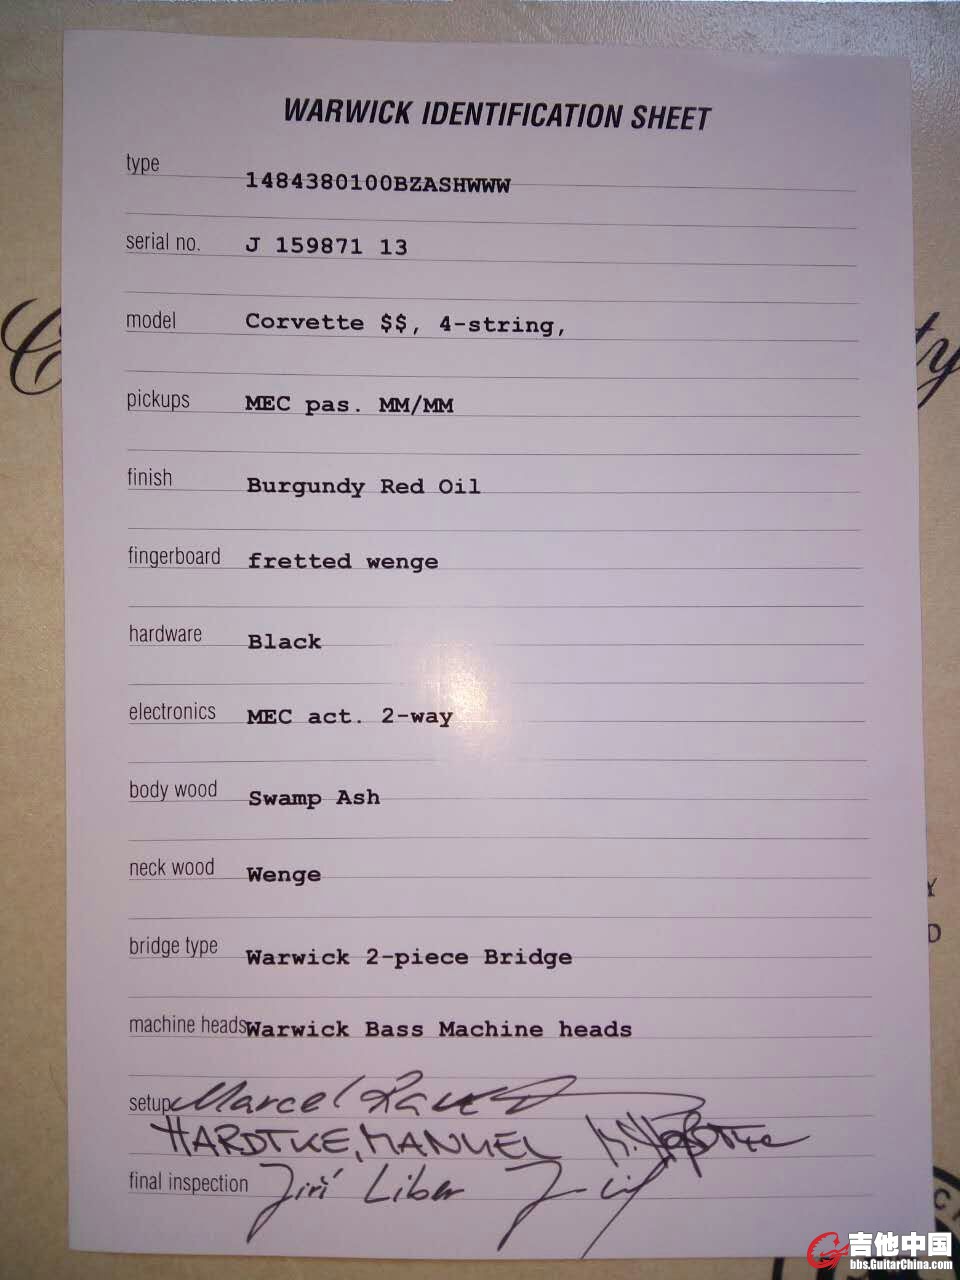 WARWICK IDENTIFICATION SHEET
type 1484380100BZASHWWW
serial no. J 159871 13
model Corvette $$, 4-string,
pickups MEC pas. MM/MM
finish Burgundy Red Oil
fingerboard fretted wenge
hardware Black
electronics MEC act. 2-way
body wood Swamp Ash
neck wood Wenge
bridge type Warwick 2-piece Bridge
machine heads Warwick Bass Machine heads
setup Marcel
HARDTKE, MANUEL
final inspection Jiří Liber
吉他中国
bbs.GuitarChina.com